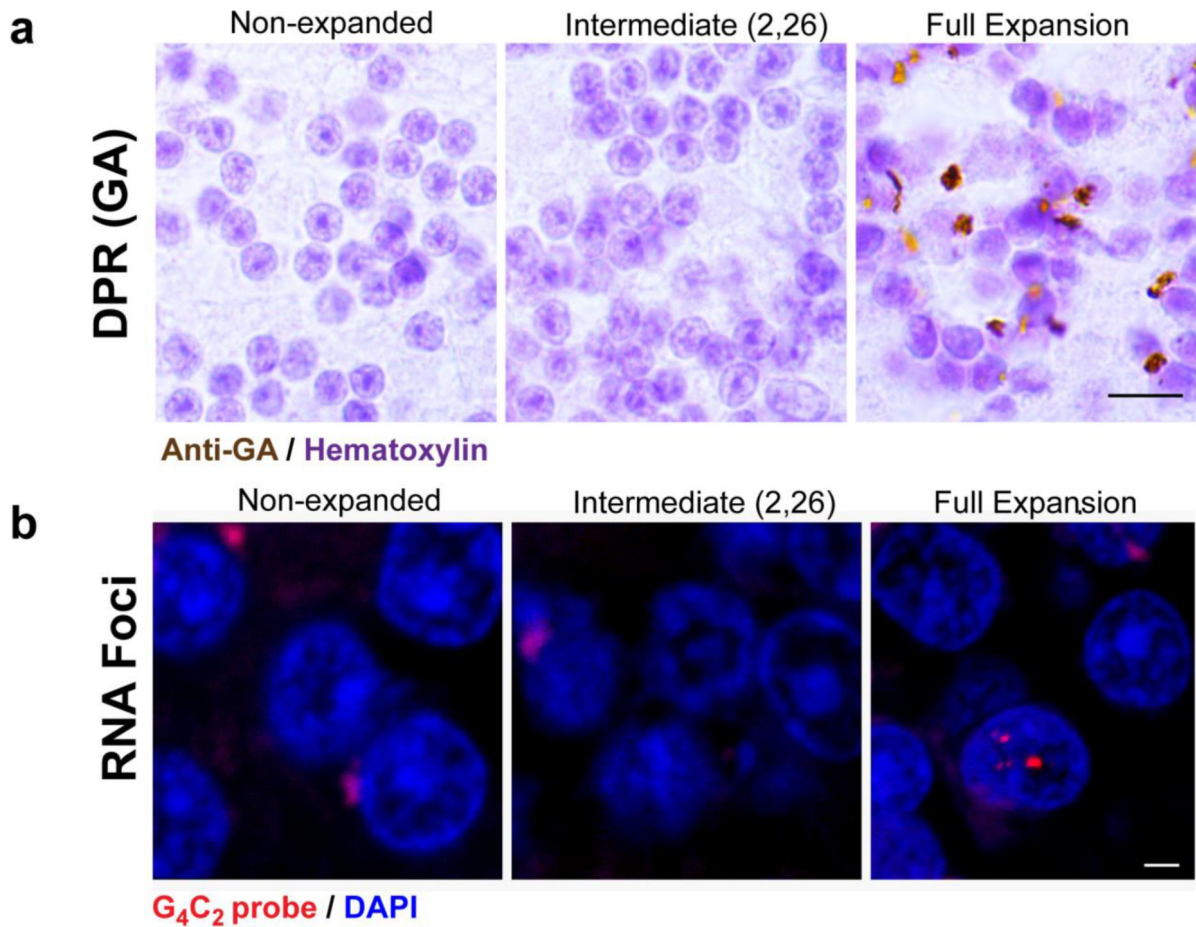 a
Non-expanded Intermediate (2,26) Full Expansion
DPR (GA)
Anti-GA / Hematoxylin
b
Non-expanded Intermediate (2,26) Full Expansion
RNA Foci
G₄C₂ probe / DAPI